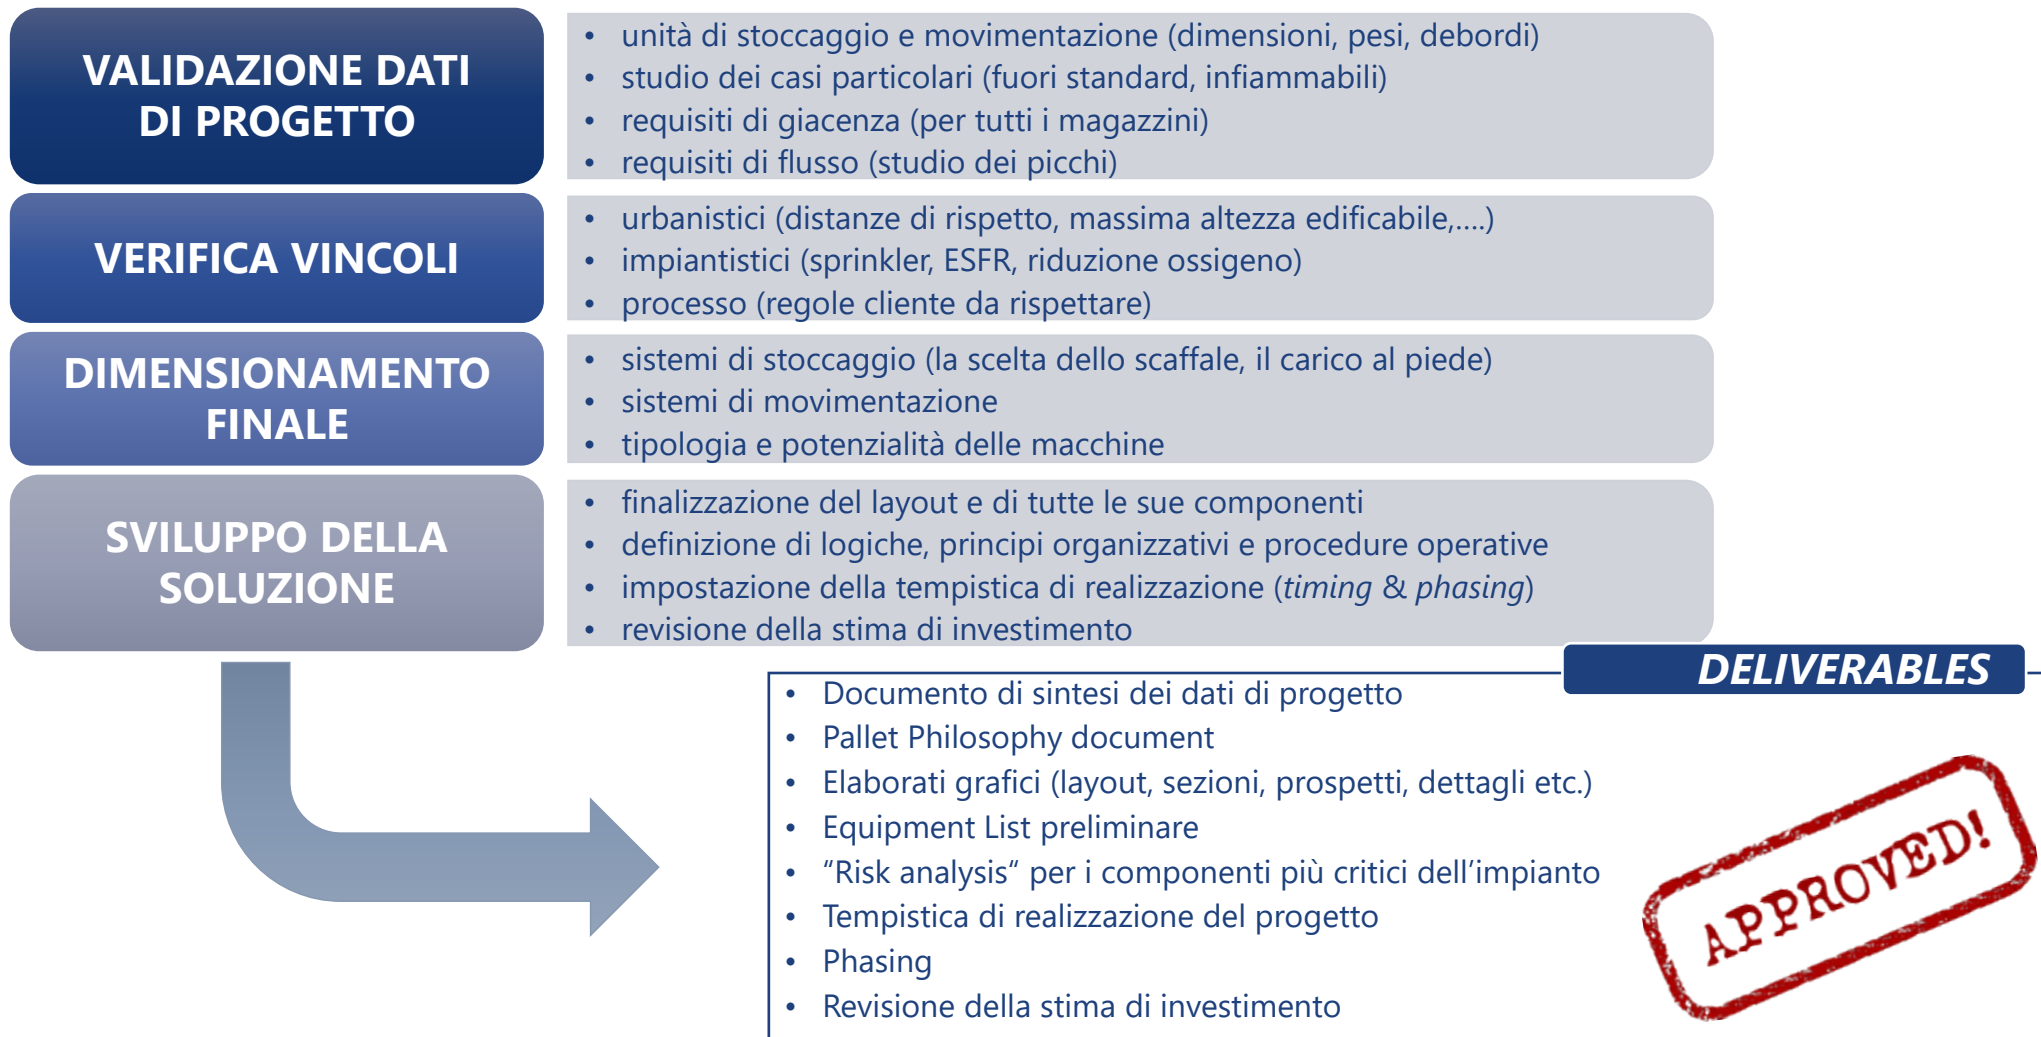 VALIDAZIONE DATI
DI PROGETTO
• unità di stoccaggio e movimentazione (dimensioni, pesi, debordi)
• studio dei casi particolari (fuori standard, infiammabili)
• requisiti di giacenza (per tutti i magazzini)
• requisiti di flusso (studio dei picchi)
VERIFICA VINCOLI
• urbanistici (distanze di rispetto, massima altezza edificabile,....)
• impiantistici (sprinkler, ESFR, riduzione ossigeno)
• processo (regole cliente da rispettare)
DIMENSIONAMENTO
FINALE
• sistemi di stoccaggio (la scelta dello scaffale, il carico al piede)
• sistemi di movimentazione
• tipologia e potenzialità delle macchine
SVILUPPO DELLA
SOLUZIONE
• finalizzazione del layout e di tutte le sue componenti
• definizione di logiche, principi organizzativi e procedure operative
• impostazione della tempistica di realizzazione (timing & phasing)
• revisione della stima di investimento
DELIVERABLES
• Documento di sintesi dei dati di progetto
• Pallet Philosophy document
• Elaborati grafici (layout, sezioni, prospetti, dettagli etc.)
• Equipment List preliminare
• “Risk analysis“ per i componenti più critici dell’impianto
• Tempistica di realizzazione del progetto
• Phasing
• Revisione della stima di investimento
APPROVED!